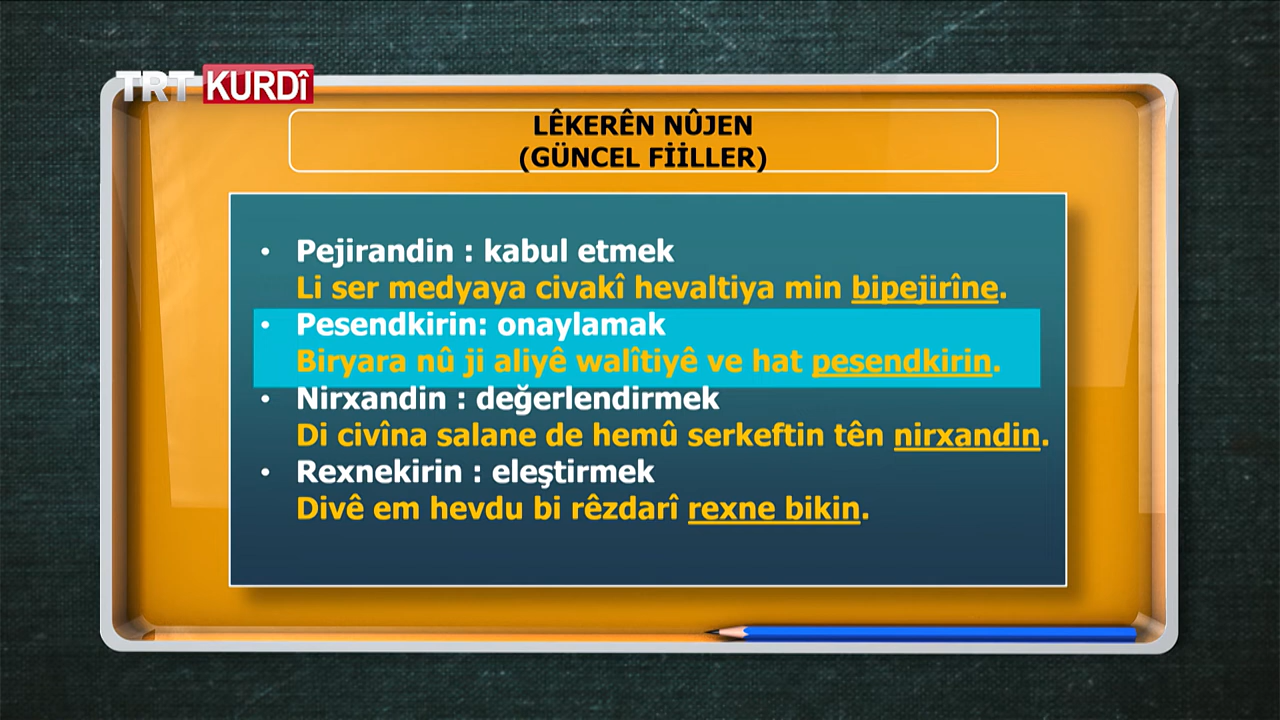 TRT KURDÎ
LÊKERÊN NÛJEN
(GÜNCEL FİİLLER)
• Pejirandin : kabul etmek
Li ser medyaya civakî hevaltiya min bipejirîne.
• Pesendkirin: onaylamak
Biryara nû ji aliyê walîtiyê ve hat pesendkirin.
• Nirxandin : değerlendirmek
Di civîna salane de hemû serkeftin tên nirxandin.
• Rexnekirin : eleştirmek
Divê em hevdu bi rêzdarî rexne bikin.